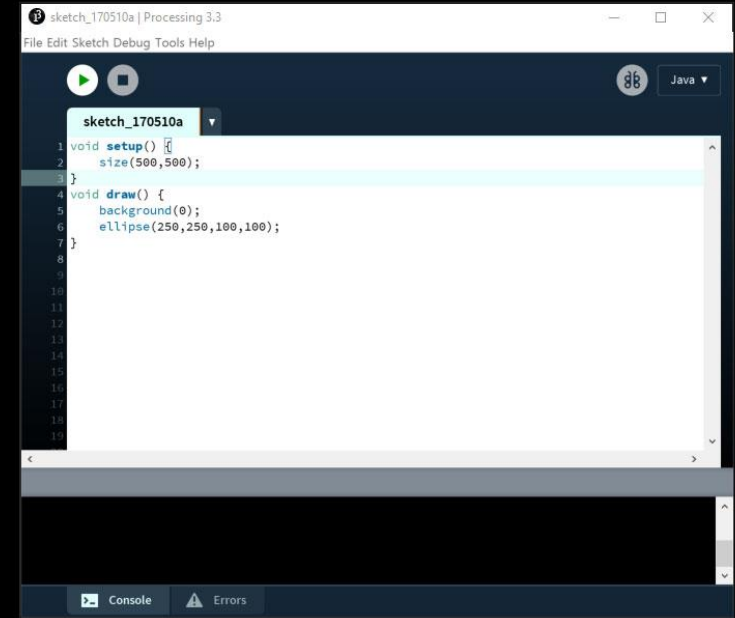 sketch_170510a | Processing 3.3
File Edit Sketch Debug Tools Help
Java ▼
sketch_170510a ▼
1 void setup() {
2     size(500,500);
3 }
4 void draw() {
5     background(0);
6     ellipse(250,250,100,100);
7 }
8
9
10
11
12
13
14
15
16
17
18
19
Console Errors